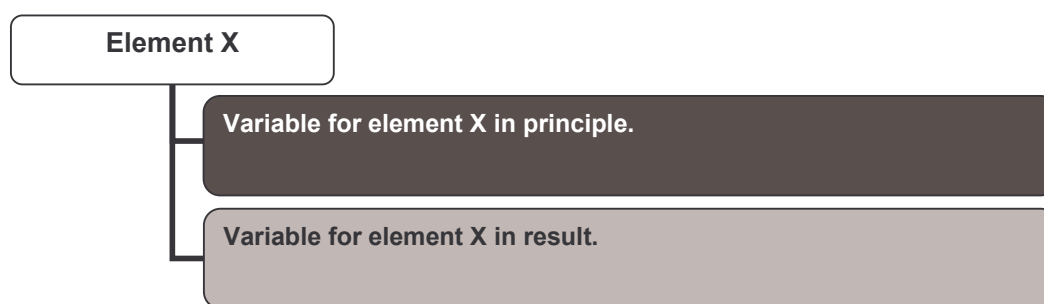 Element X
Variable for element X in principle.
Variable for element X in result.